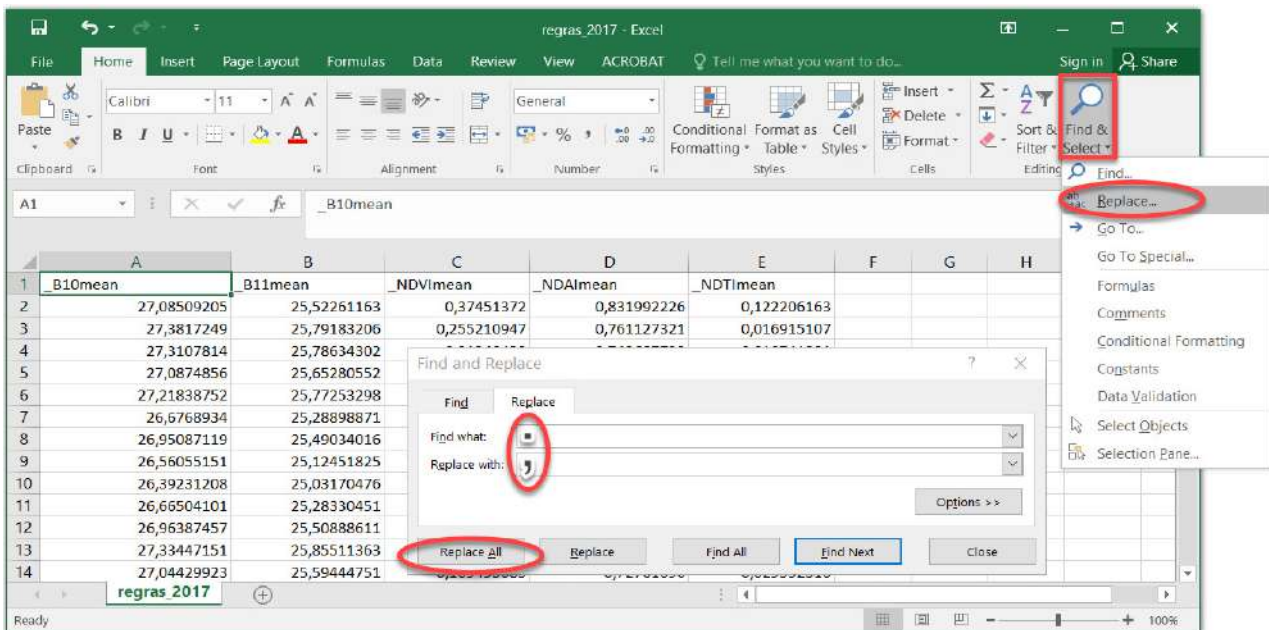 regras_2017 - Excel
File Home Insert Page Layout Formulas Data Review View ACROBAT Tell me what you want to do... Sign in Share
Paste
Calibri 11 A A
B I U A
General
% , .00
Conditional Formatting
Format as Table
Cell Styles
Insert
Delete
Format
Σ
Sort & Filter
Find & Select
Clipboard Font Alignment Number Styles Cells Editing
Find...
Replace...
Go To...
Go To Special...
Formulas
Comments
Conditional Formatting
Constants
Data Validation
Select Objects
Selection Pane...
A1 fx _B10mean
A B C D E F G H
1 _B10mean _B11mean _NDVImean _NDAImean _NDTImean
2 27,08509205 25,52261163 0,37451372 0,831992226 0,122206163
3 27,3817249 25,79183206 0,255210947 0,761127321 0,016915107
4 27,3107814 25,78634302
5 27,0874856 25,65280552
6 27,21838752 25,77253298
7 26,6768934 25,28898871
8 26,95087119 25,49034016
9 26,56055151 25,12451825
10 26,39231208 25,03170476
11 26,66504101 25,28330451
12 26,96387457 25,50888611
13 27,33447151 25,85511363
14 27,04429923 25,59444751
Find and Replace ? ×
Find Replace
Find what: .
Replace with: ,
Options >>
Replace All Replace Find All Find Next Close
regras_2017
Ready 100%